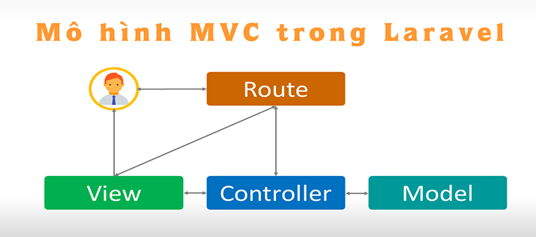 Mô hình MVC trong Laravel
Route
View
Controller
Model